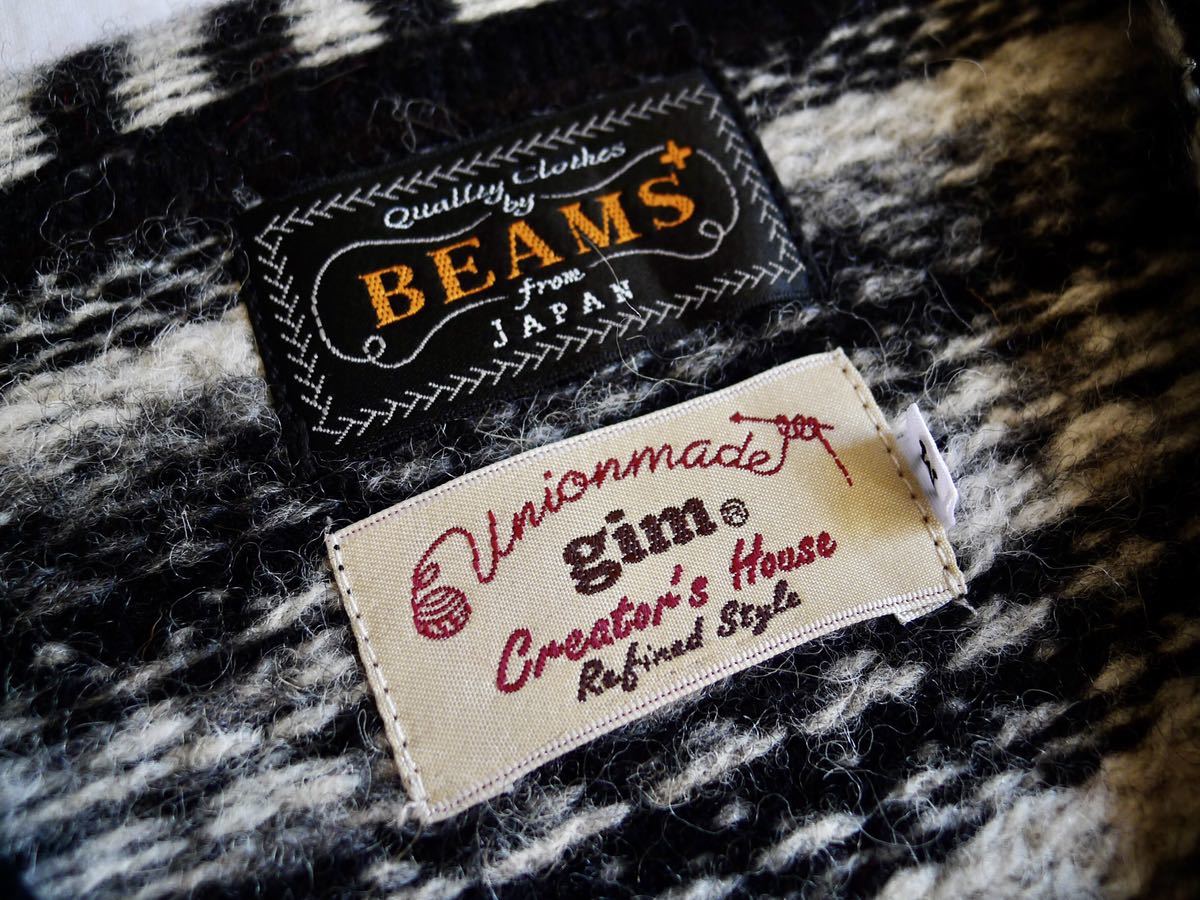 Quality Clothes
by
BEAMS+
from
JAPAN
Unionmade
gim®
Creator's House
Refined Style